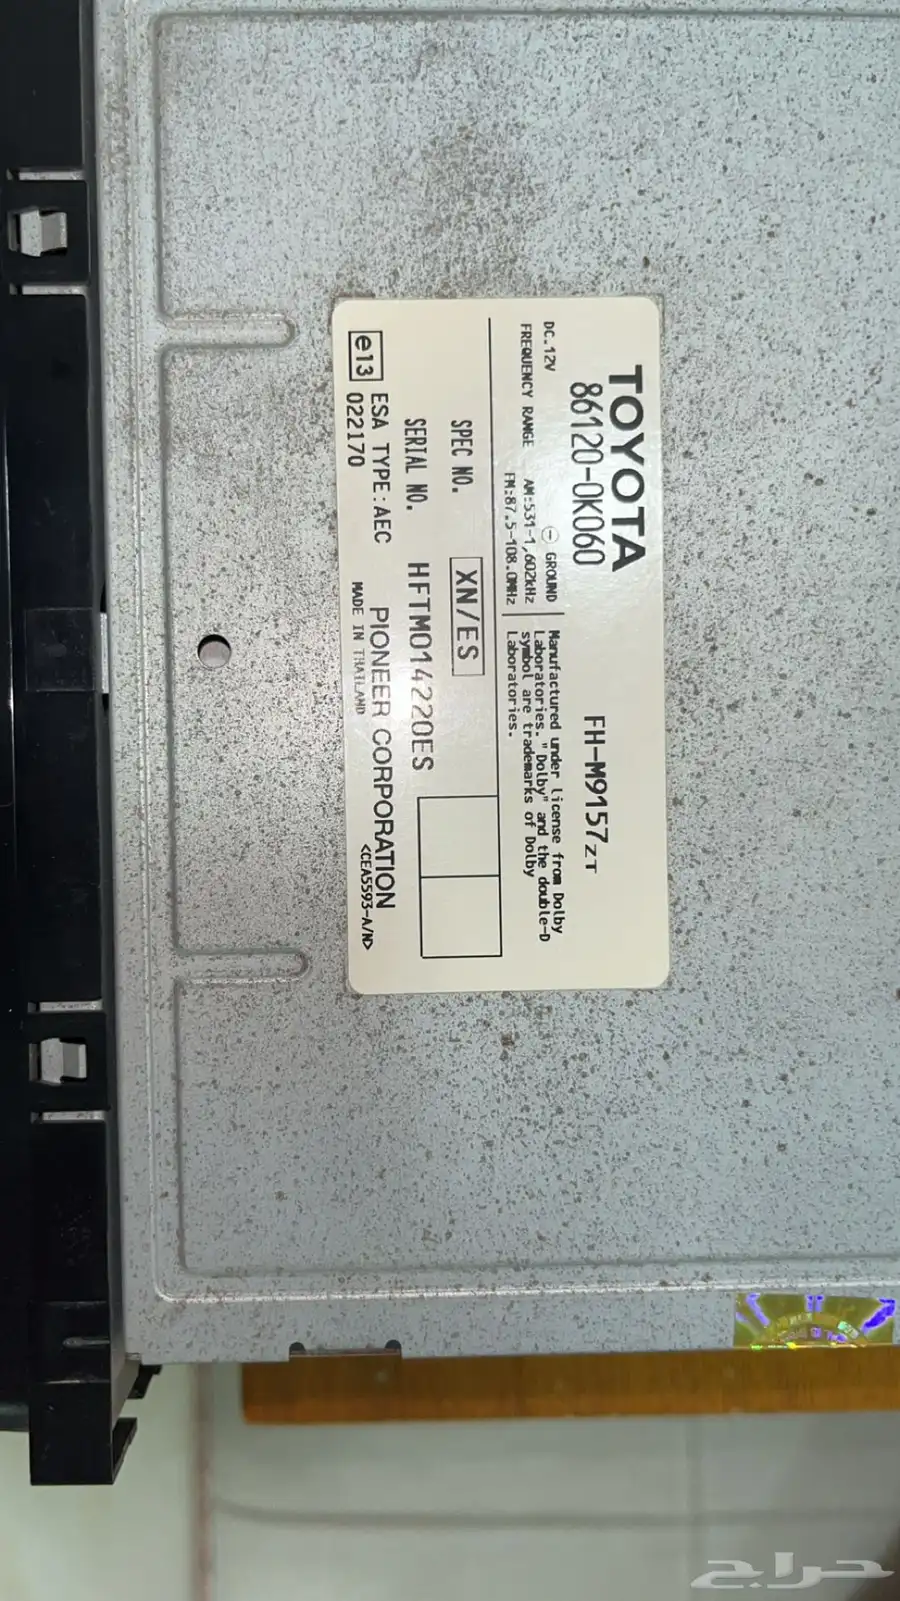 TOYOTA
86120-0K060
FH-M9157ZT
DC.12V
⊖ GROUND
FREQUENCY RANGE
AM:531-1,602kHz
FM:87.5-108.0MHz
Manufactured under license from Dolby
Laboratories. "Dolby" and the double-D
symbol are trademarks of Dolby
Laboratories.
SPEC NO. XN/ES
SERIAL NO. HFTM014220ES
e13
ESA TYPE:AEC
022170
PIONEER CORPORATION
MADE IN THAILAND
<CEA5593-A/N>
حراج